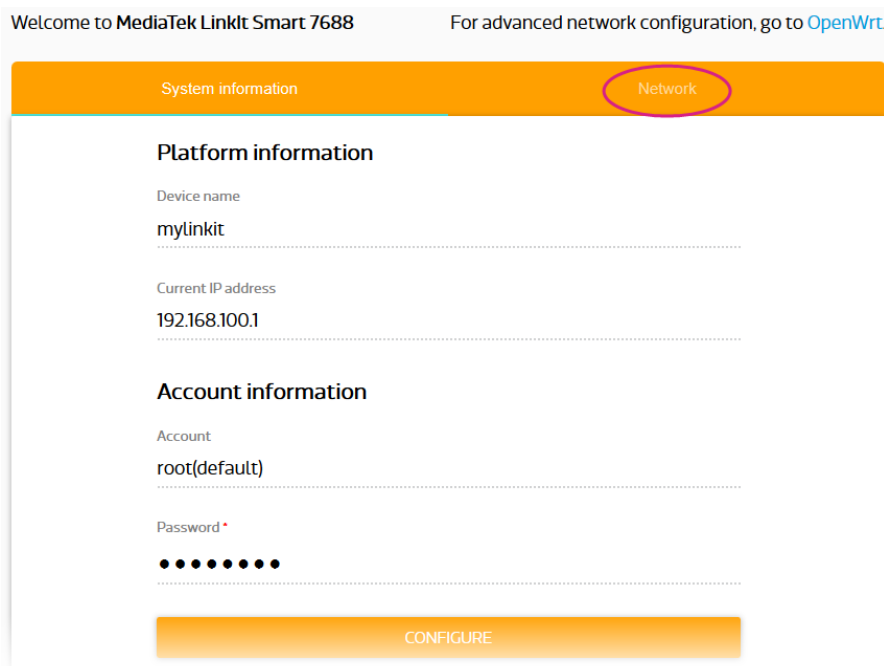 Welcome to MediaTek LinkIt Smart 7688 For advanced network configuration, go to OpenWrt.
System information Network
Platform information
Device name
mylinkit
Current IP address
192.168.100.1
Account information
Account
root(default)
Password *
••••••••
CONFIGURE